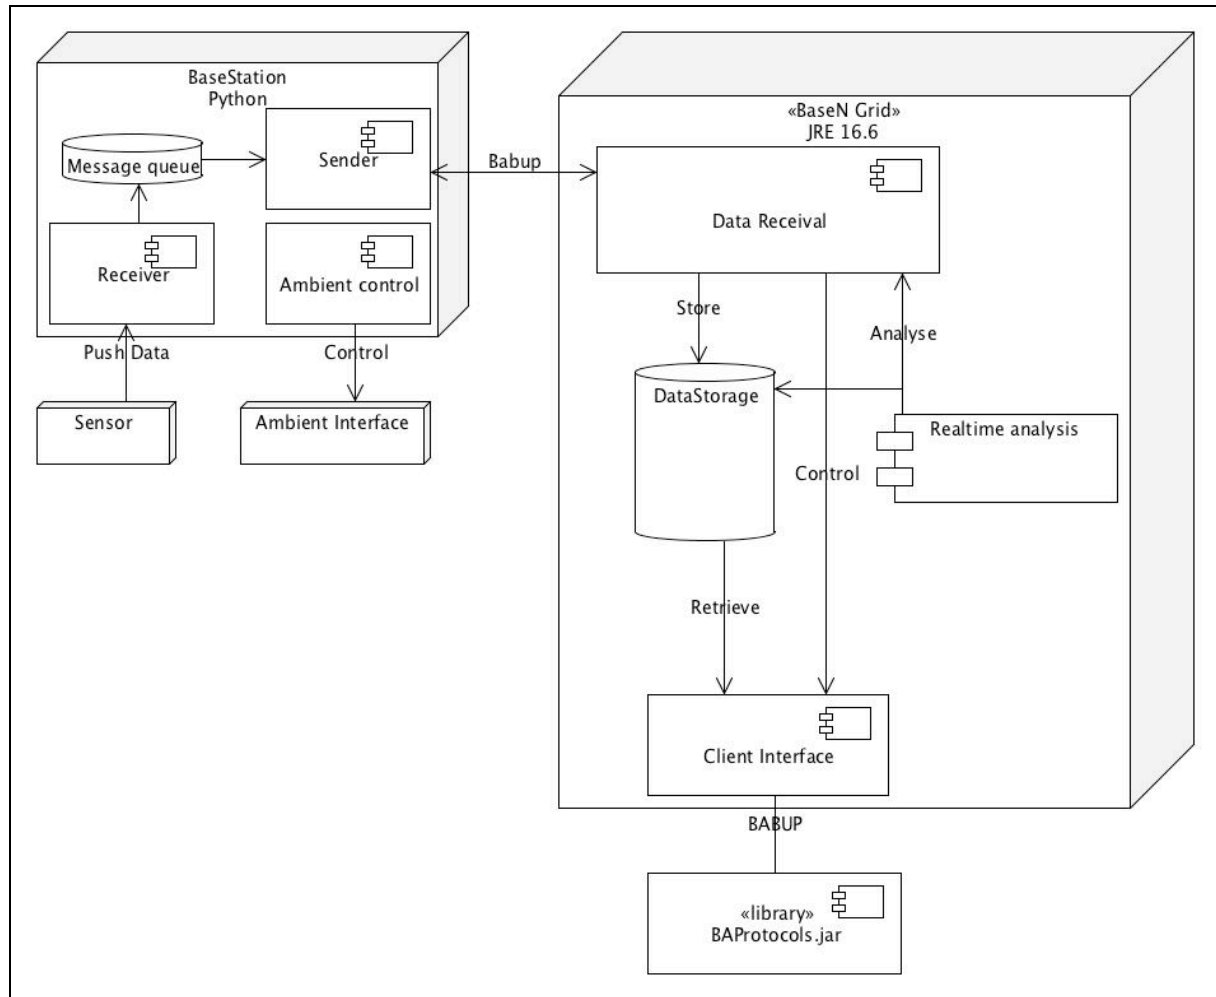 BaseStation
Python
Message queue
Sender
Receiver
Ambient control
Push Data
Control
Sensor
Ambient Interface
Babup
«BaseN Grid»
JRE 16.6
Data Receival
Store
Analyse
DataStorage
Realtime analysis
Control
Retrieve
Client Interface
BABUP
«library»
BAProtocols.jar